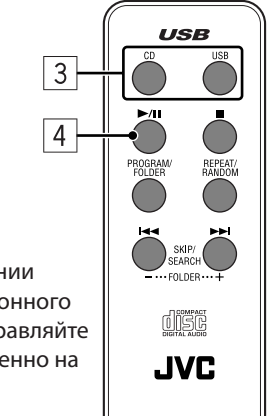 USB
3 CD USB
4 ►/II ■
PROGRAM/ REPEAT/
FOLDER RANDOM
I◄◄ SKIP/ ►►I
SEARCH
– ··· FOLDER ··· +
нии
онного
равляйте
енно на
COMPACT
disc
DIGITAL AUDIO
JVC